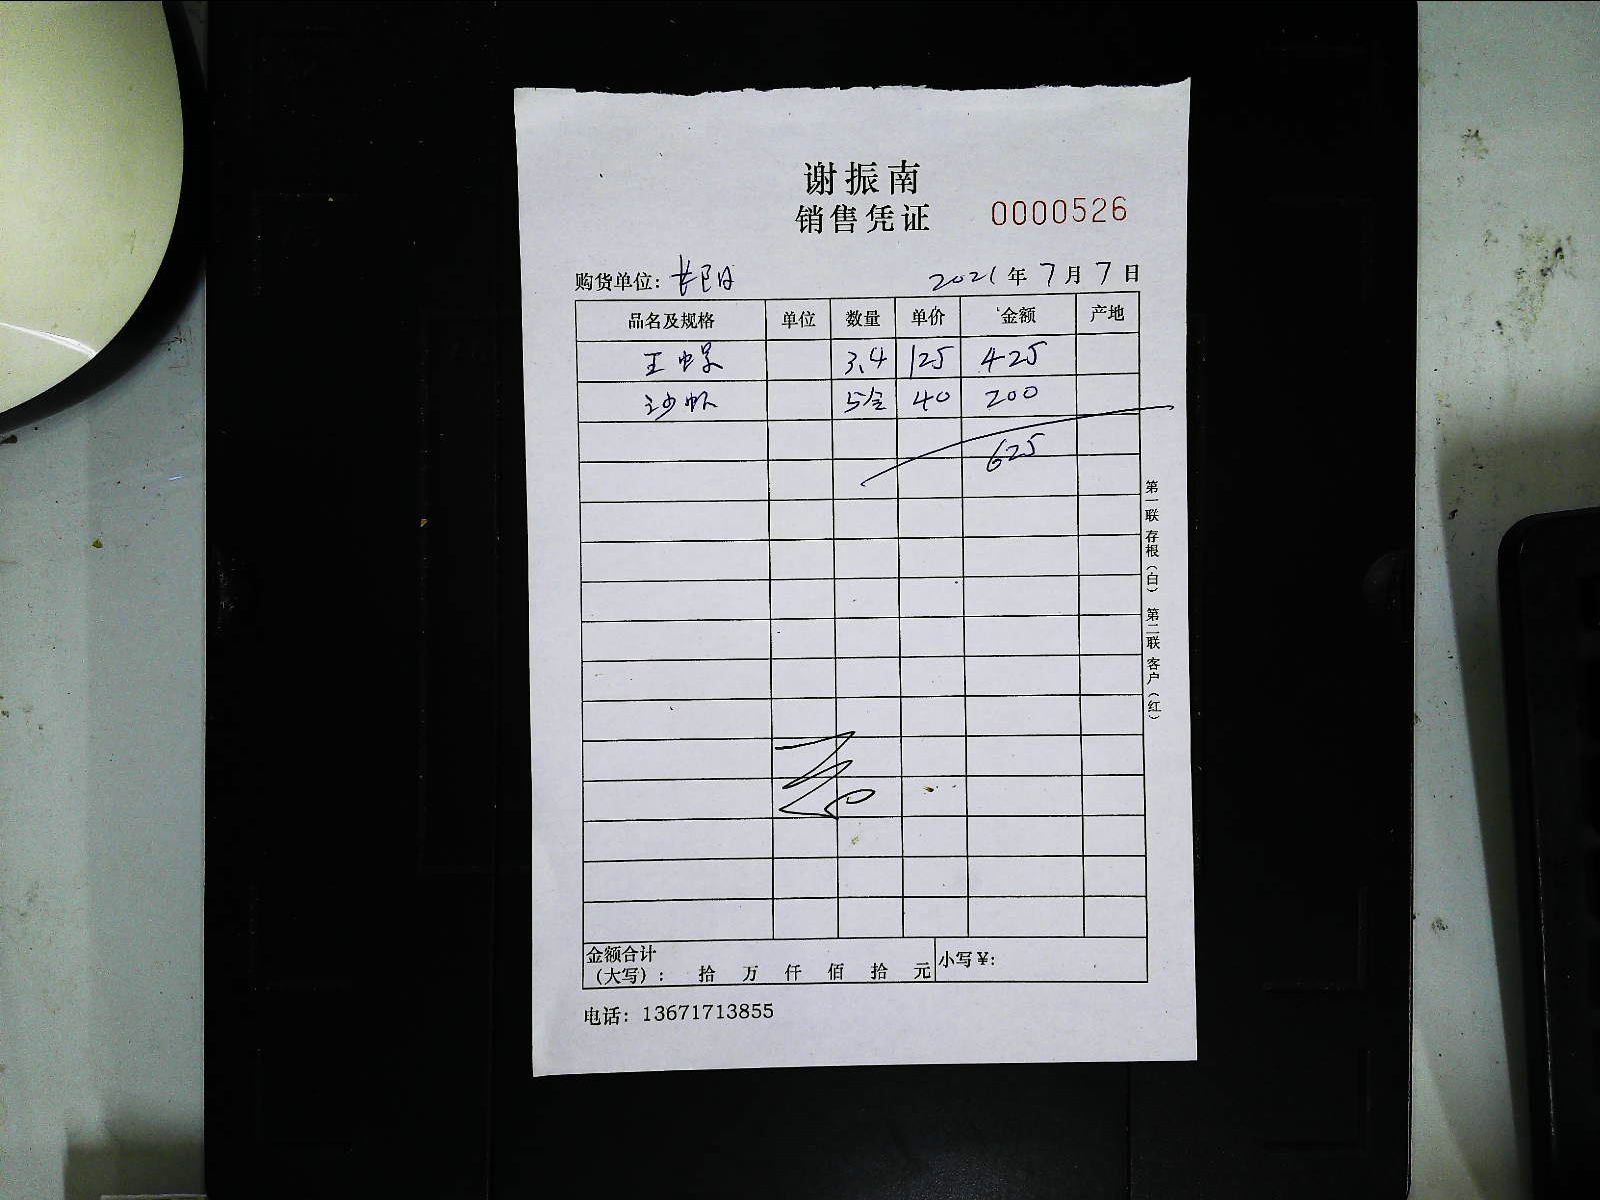 谢振南
销售凭证 0000526
购货单位: 长阳 2021年7月7日
品名及规格 单位 数量 单价 金额 产地
3.4 125 425
沙 5 40 200
625
第一联 存根(白) 第二联 客户(红)
金额合计
(大写): 拾 万 仟 佰 拾 元 小写¥:
电话: 13671713855